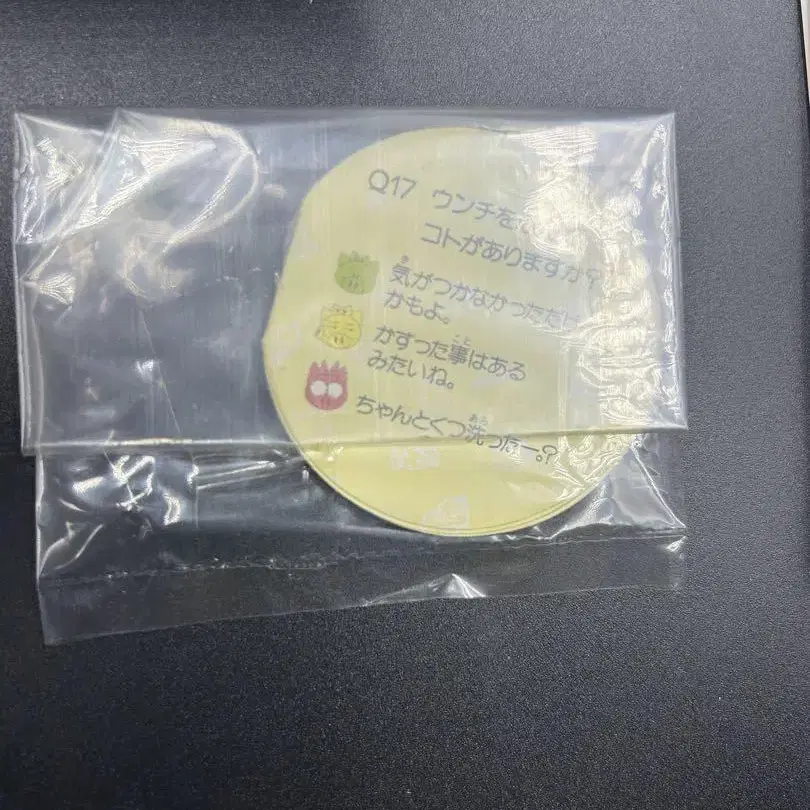 Q17 ウンチを
コトがありますか?
気がつかなかっただけ
かもよ。
かすった事はある
みたいね。
ちゃんとくつ洗ったー?